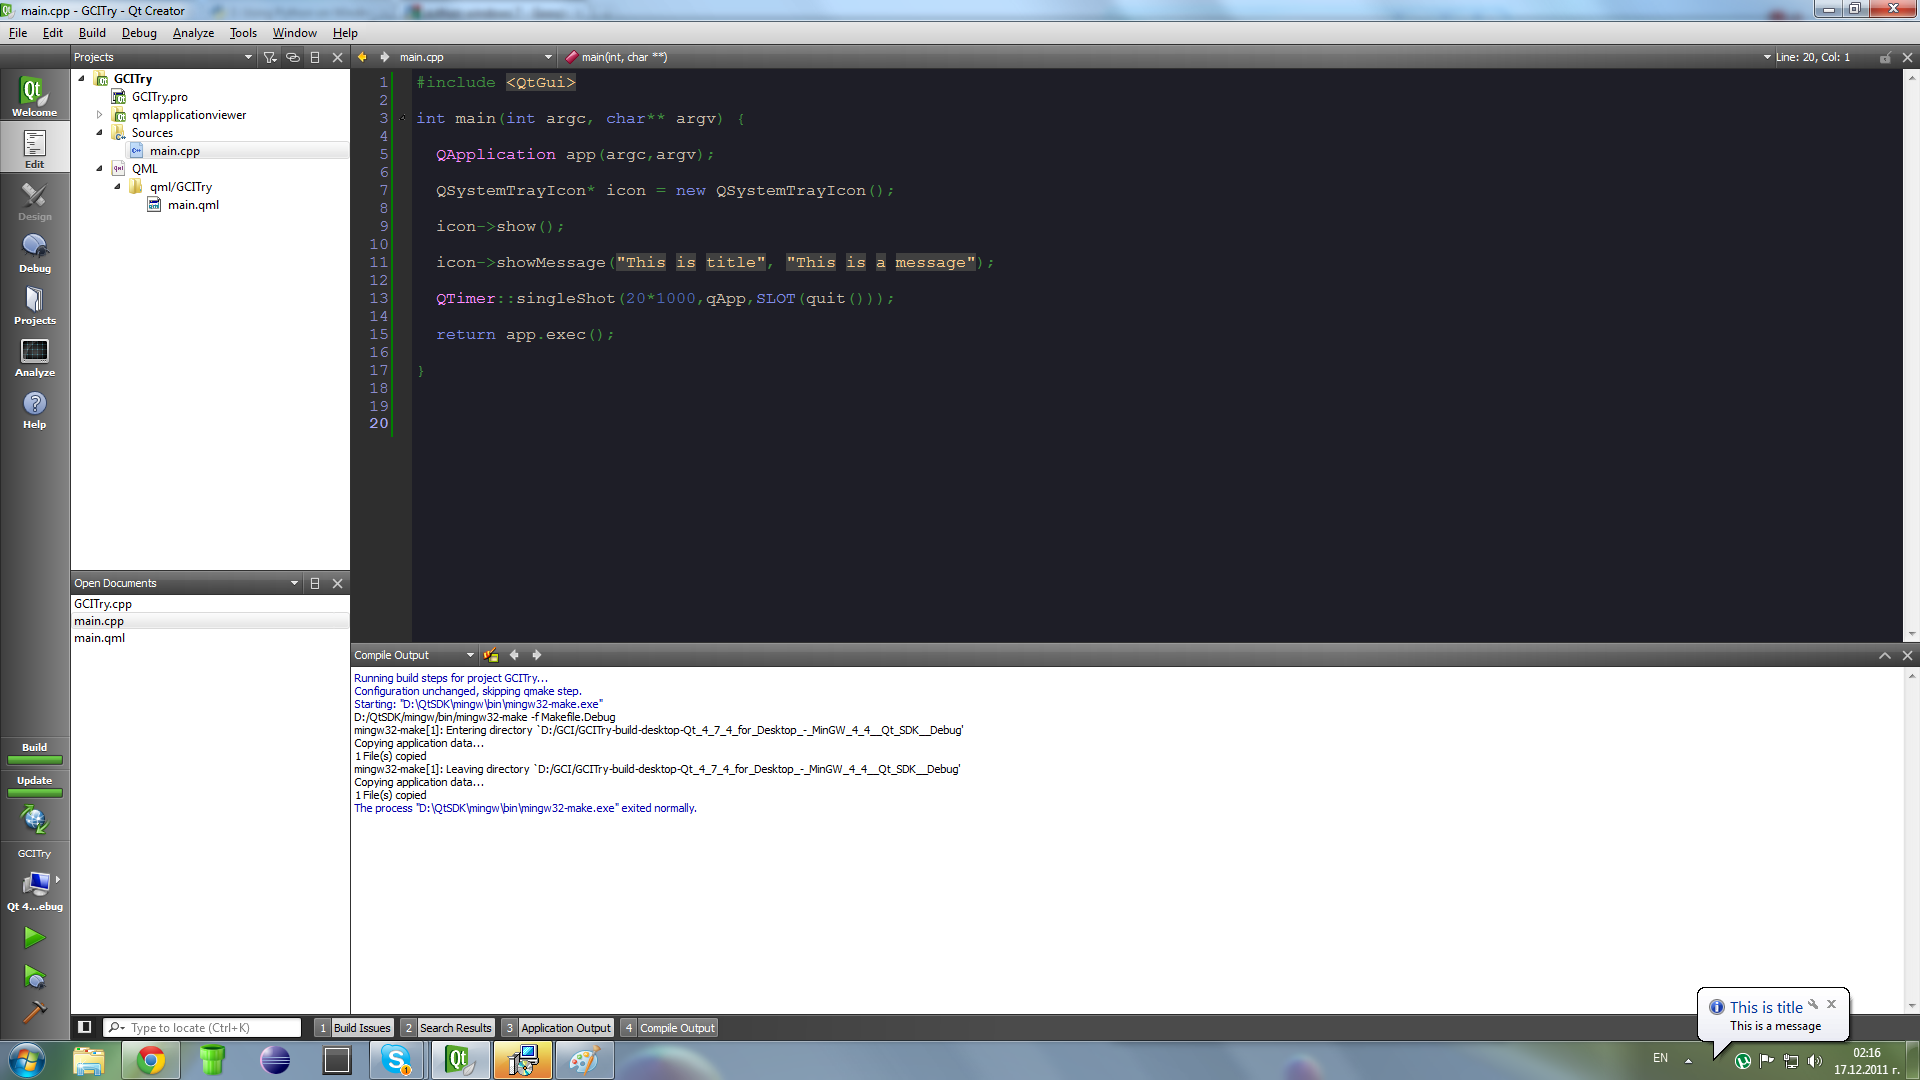 main.cpp - GCITry - Qt Creator
File Edit Build Debug Analyze Tools Window Help
Projects
main.cpp
main(int, char **)
Line: 20, Col: 1
Welcome
Edit
Design
Debug
Projects
Analyze
Help
GCITry
GCITry.pro
qmlapplicationviewer
Sources
main.cpp
QML
qml/GCITry
main.qml
1 #include <QtGui>
2
3 int main(int argc, char** argv) {
4
5 QApplication app(argc,argv);
6
7 QSystemTrayIcon* icon = new QSystemTrayIcon();
8
9 icon->show();
10
11 icon->showMessage("This is title", "This is a message");
12
13 QTimer::singleShot(20*1000,qApp,SLOT(quit()));
14
15 return app.exec();
16
17 }
18
19
20
Open Documents
GCITry.cpp
main.cpp
main.qml
Compile Output
Running build steps for project GCITry...
Configuration unchanged, skipping qmake step.
Starting: "D:\QtSDK\mingw\bin\mingw32-make.exe"
D:/QtSDK/mingw/bin/mingw32-make -f Makefile.Debug
mingw32-make[1]: Entering directory `D:/GCI/GCITry-build-desktop-Qt_4_7_4_for_Desktop_-_MinGW_4_4__Qt_SDK__Debug'
Copying application data...
1 File(s) copied
mingw32-make[1]: Leaving directory `D:/GCI/GCITry-build-desktop-Qt_4_7_4_for_Desktop_-_MinGW_4_4__Qt_SDK__Debug'
Copying application data...
1 File(s) copied
The process "D:\QtSDK\mingw\bin\mingw32-make.exe" exited normally.
Build
Update
GCITry
Qt 4...ebug
Type to locate (Ctrl+K)
1 Build Issues
2 Search Results
3 Application Output
4 Compile Output
This is title
This is a message
EN
02:16
17.12.2011 г.